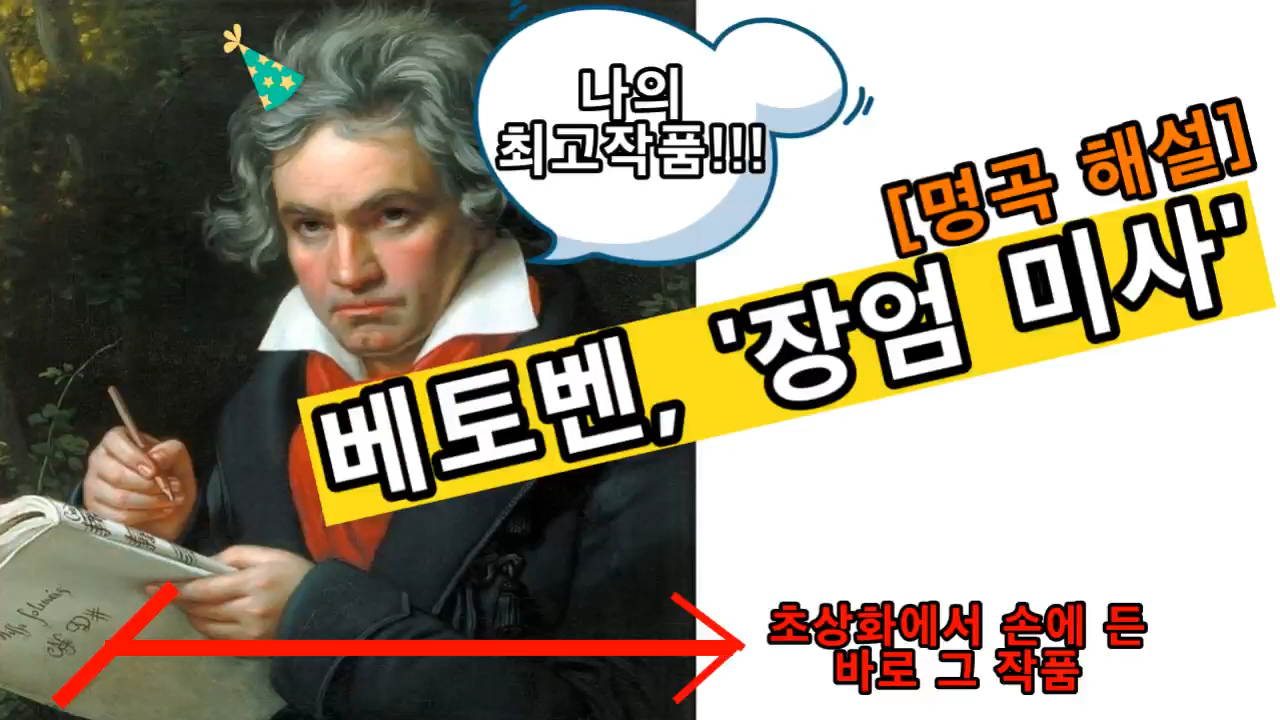 나의
최고작품!!!
[명곡 해설]
베토벤, '장엄 미사'
초상화에서 손에 든
바로 그 작품